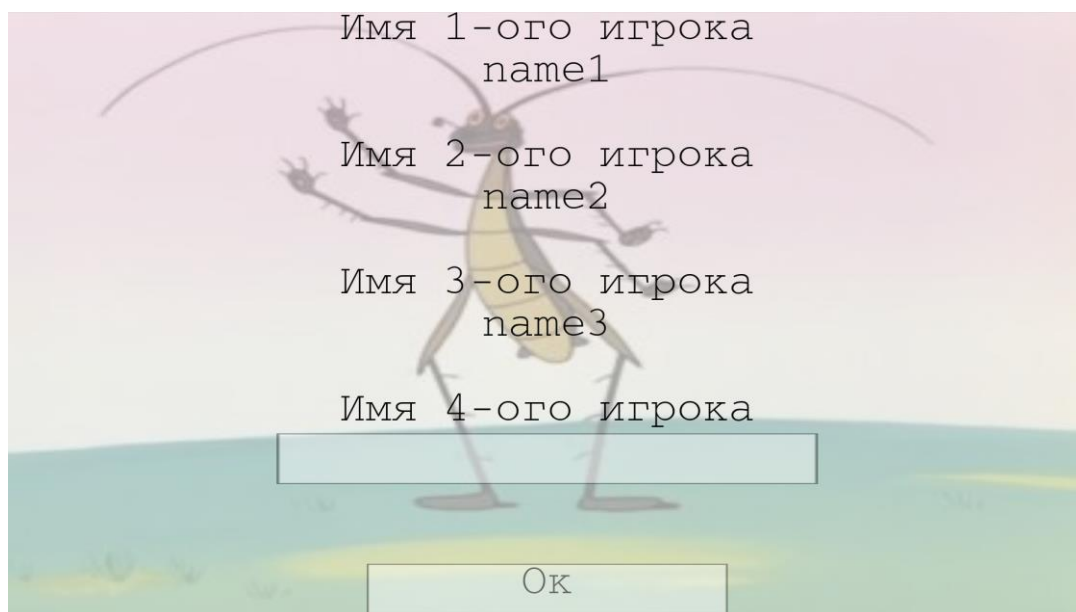 Имя 1-ого игрока
name1
Имя 2-ого игрока
name2
Имя 3-ого игрока
name3
Имя 4-ого игрока
Ок